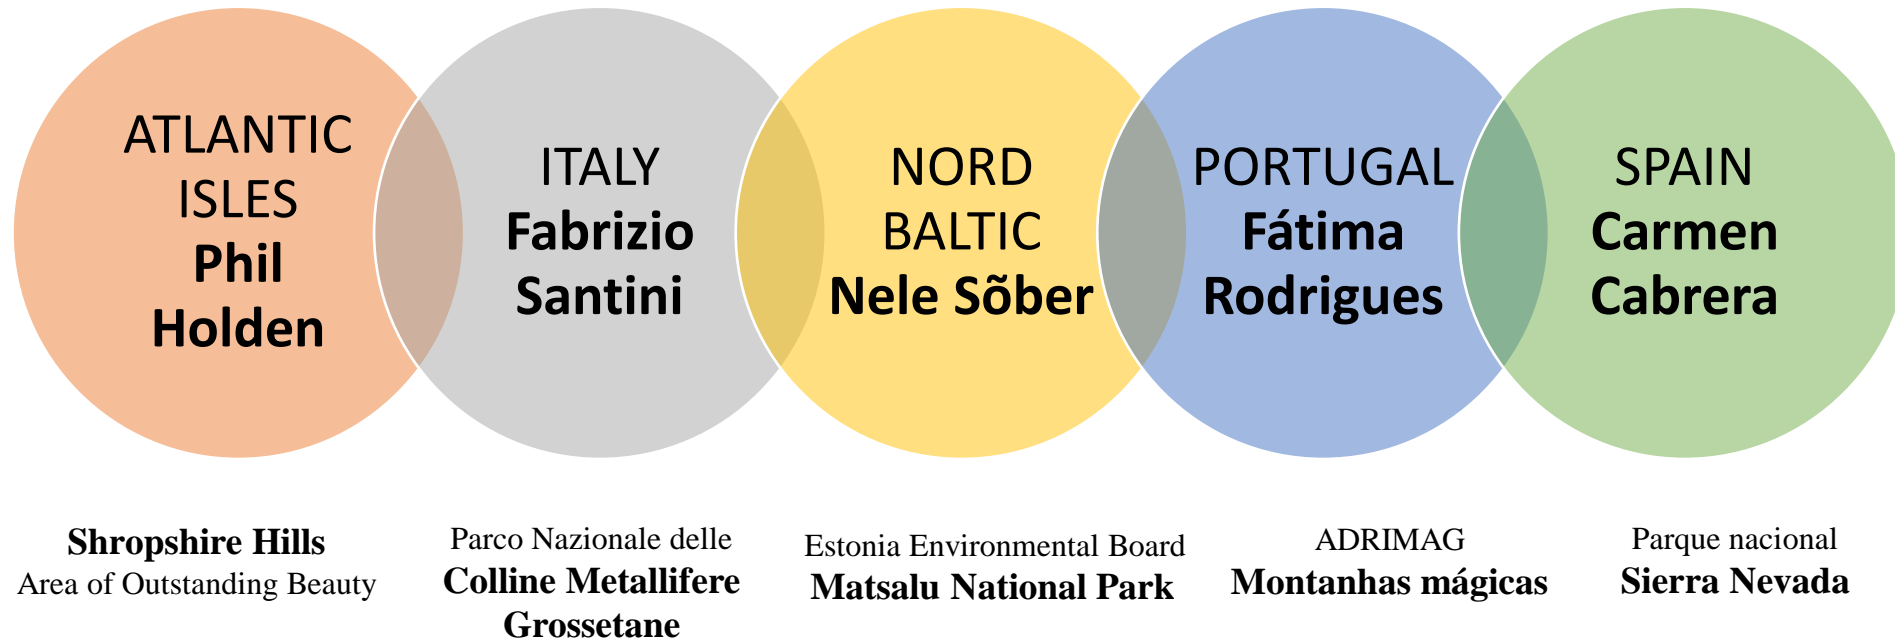 ATLANTIC
ISLES
Phil
Holden
ITALY
Fabrizio
Santini
NORD
BALTIC
Nele Sõber
PORTUGAL
Fátima
Rodrigues
SPAIN
Carmen
Cabrera
Shropshire Hills
Area of Outstanding Beauty
Parco Nazionale delle
Colline Metallifere
Grossetane
Estonia Environmental Board
Matsalu National Park
ADRIMAG
Montanhas mágicas
Parque nacional
Sierra Nevada